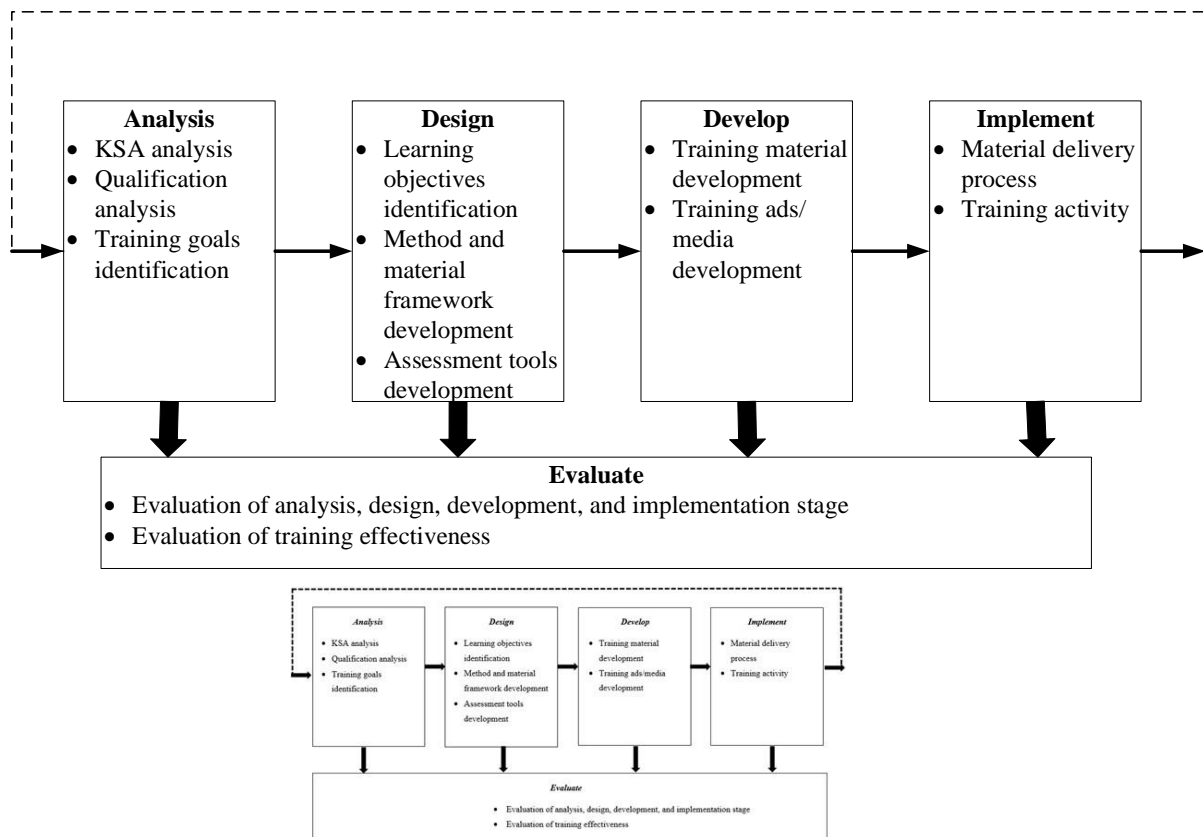 Analysis
• KSA analysis
• Qualification
analysis
• Training goals
identification
Design
• Learning
objectives
identification
• Method and
material
framework
development
• Assessment tools
development
Develop
• Training material
development
• Training ads/
media
development
Implement
• Material delivery
process
• Training activity
Evaluate
• Evaluation of analysis, design, development, and implementation stage
• Evaluation of training effectiveness
Analysis
• KSA analysis
• Qualification analysis
• Training goals
identification
Design
• Learning objectives
identification
• Method and material
framework development
• Assessment tools
development
Develop
• Training material
development
• Training ads/media
development
Implement
• Material delivery
process
• Training activity
Evaluate
• Evaluation of analysis, design, development, and implementation stage
• Evaluation of training effectiveness